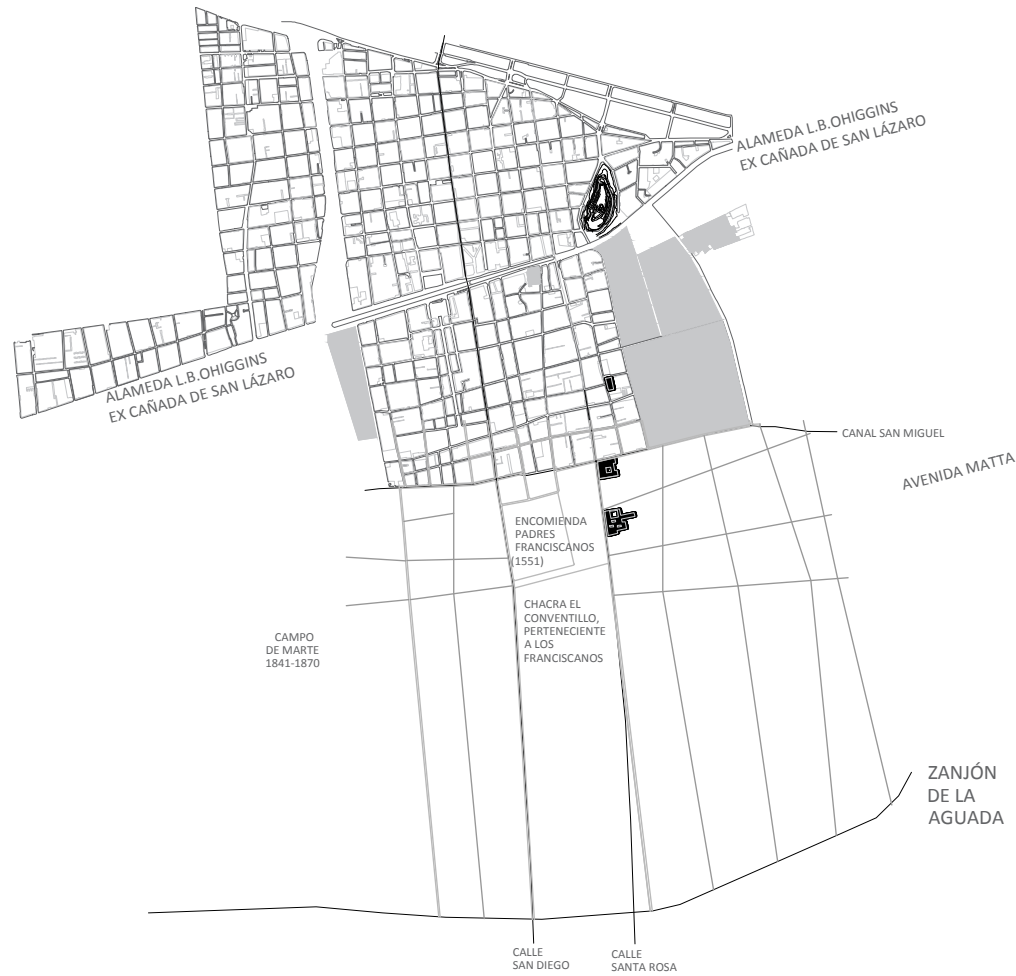 ALAMEDA L.B.OHIGGINS
EX CAÑADA DE SAN LÁZARO
ALAMEDA L.B.OHIGGINS
EX CAÑADA DE SAN LÁZARO
CANAL SAN MIGUEL
AVENIDA MATTA
ENCOMIENDA
PADRES
FRANCISCANOS
(1551)
CHACRA EL
CONVENTILLO,
PERTENECIENTE
A LOS
FRANCISCANOS
CAMPO
DE MARTE
1841-1870
ZANJÓN
DE LA
AGUADA
CALLE
SAN DIEGO
CALLE
SANTA ROSA